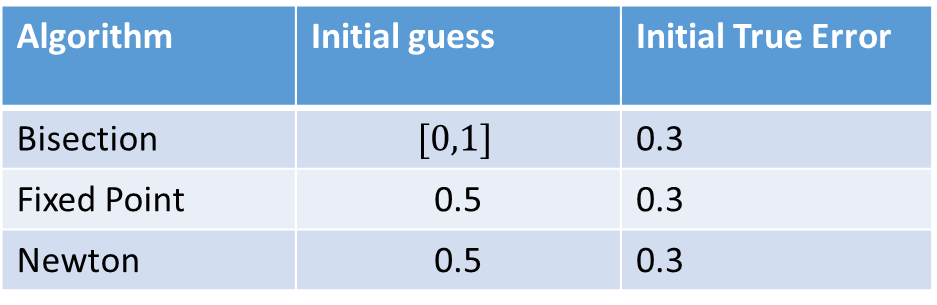 Algorithm Initial guess Initial True Error
Bisection [0,1] 0.3
Fixed Point 0.5 0.3
Newton 0.5 0.3